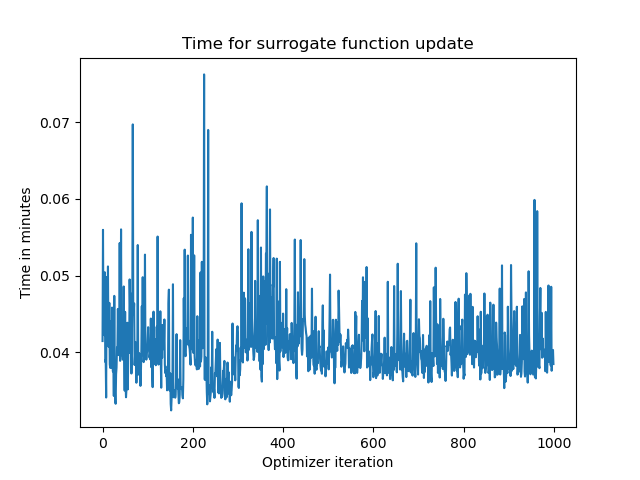 Time for surrogate function update
Time in minutes
0.07
0.06
0.05
0.04
0 200 400 600 800 1000
Optimizer iteration